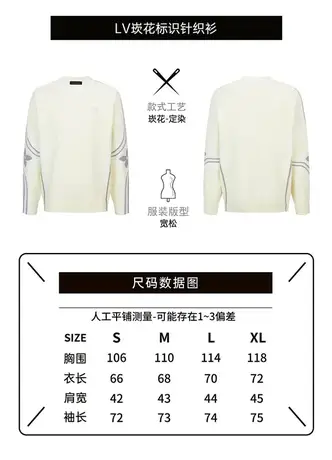 LV崁花标识针织衫
款式工艺
崁花-定染
服装版型
宽松
尺码数据图
人工平铺测量-可能存在1~3偏差
SIZE S M L XL
胸围 106 110 114 118
衣长 66 68 70 72
肩宽 42 43 44 45
袖长 72 73 74 75